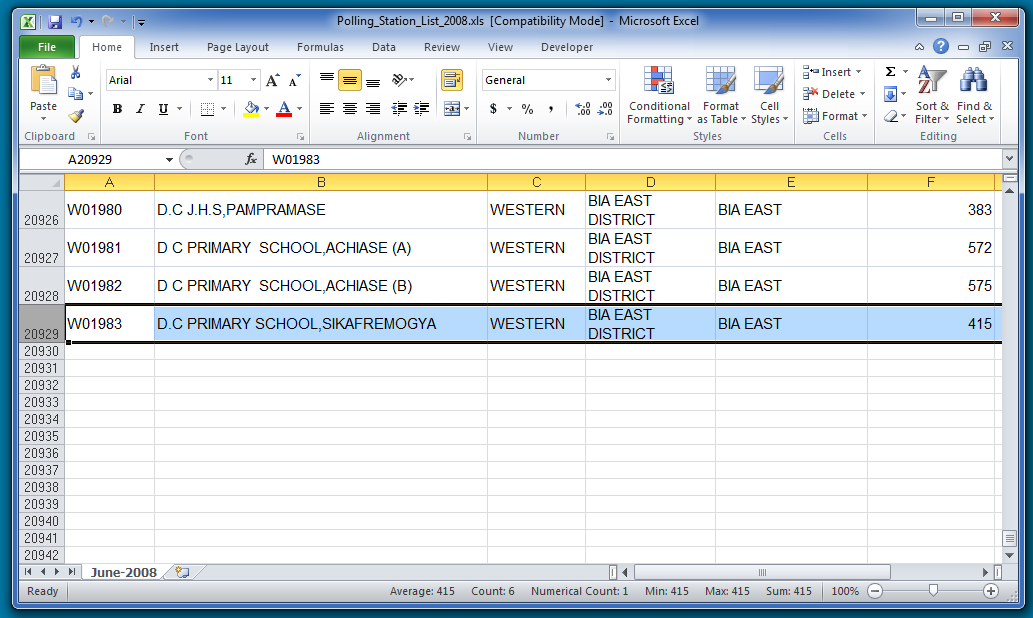 Polling_Station_List_2008.xls [Compatibility Mode] - Microsoft Excel
File Home Insert Page Layout Formulas Data Review View Developer
Arial 11 General
Insert
Delete
Format
Paste B I U $ % , Conditional Formatting Format as Table Cell Styles Σ Sort & Filter Find & Select
Clipboard Font Alignment Number Styles Cells Editing
A20929 fx W01983
A B C D E F
20926 W01980 D.C J.H.S,PAMPRAMASE WESTERN BIA EAST DISTRICT BIA EAST 383
20927 W01981 D C PRIMARY  SCHOOL,ACHIASE (A) WESTERN BIA EAST DISTRICT BIA EAST 572
20928 W01982 D C PRIMARY  SCHOOL,ACHIASE (B) WESTERN BIA EAST DISTRICT BIA EAST 575
20929 W01983 D.C PRIMARY SCHOOL,SIKAFREMOGYA WESTERN BIA EAST DISTRICT BIA EAST 415
20930
20931
20932
20933
20934
20935
20936
20937
20938
20939
20940
20941
20942
June-2008
Ready Average: 415 Count: 6 Numerical Count: 1 Min: 415 Max: 415 Sum: 415 100%